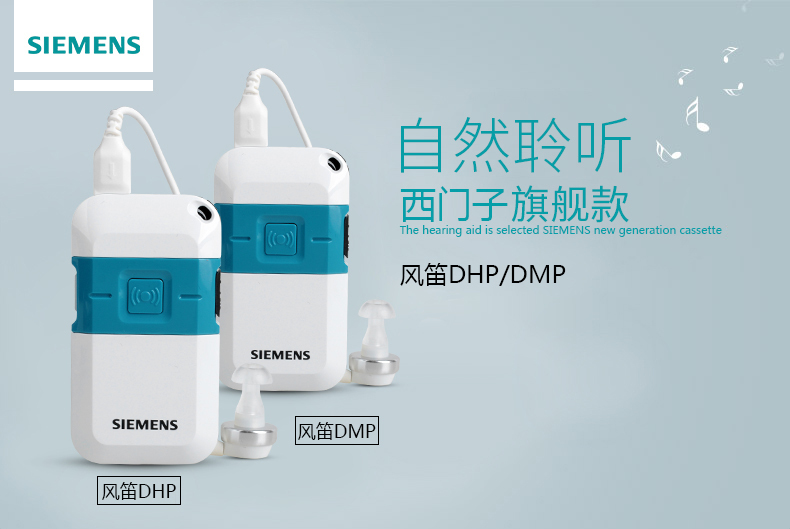 SIEMENS
自然聆听
西门子旗舰款
The hearing aid is selected SIEMENS new generation cassette
风笛DHP/DMP
SIEMENS
SIEMENS
风笛DMP
风笛DHP